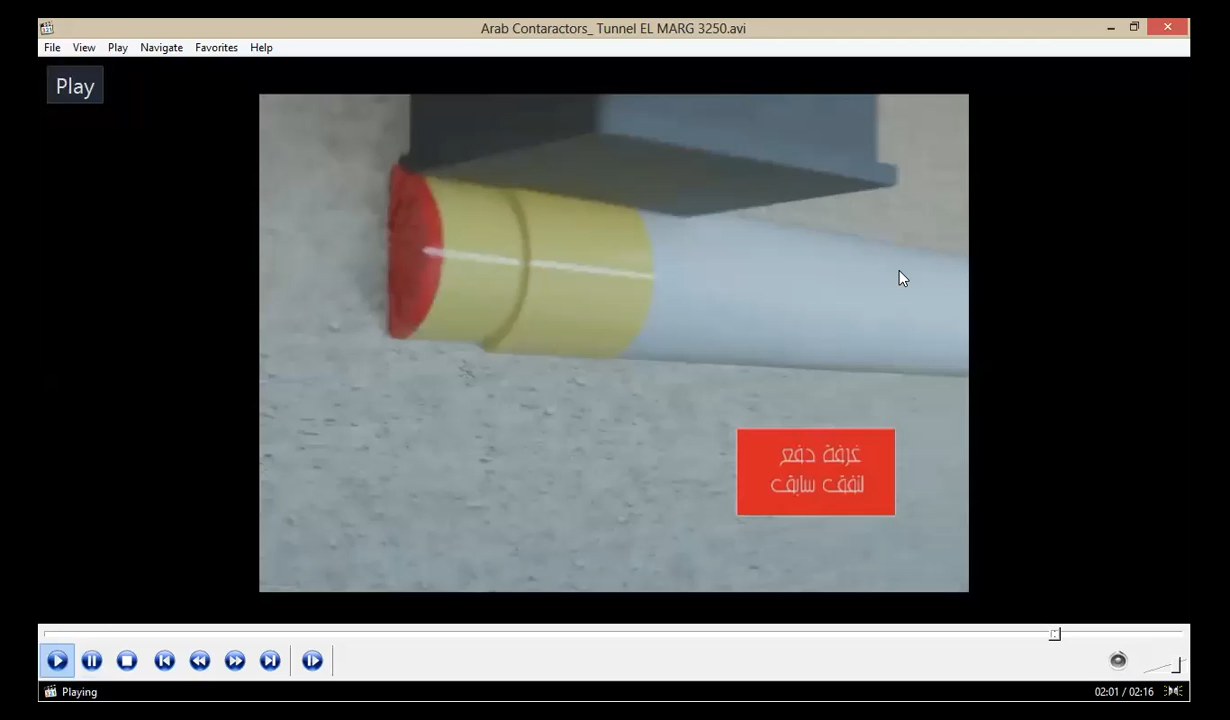 Arab Contaractors_ Tunnel EL MARG 3250.avi
File View Play Navigate Favorites Help
Play
غرفة دفع
لنفق سابق
Playing
02:01 / 02:16